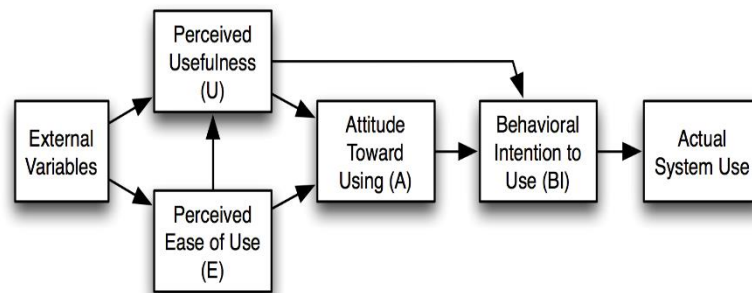 External
Variables
Perceived
Usefulness
(U)
Perceived
Ease of Use
(E)
Attitude
Toward
Using (A)
Behavioral
Intention to
Use (BI)
Actual
System Use